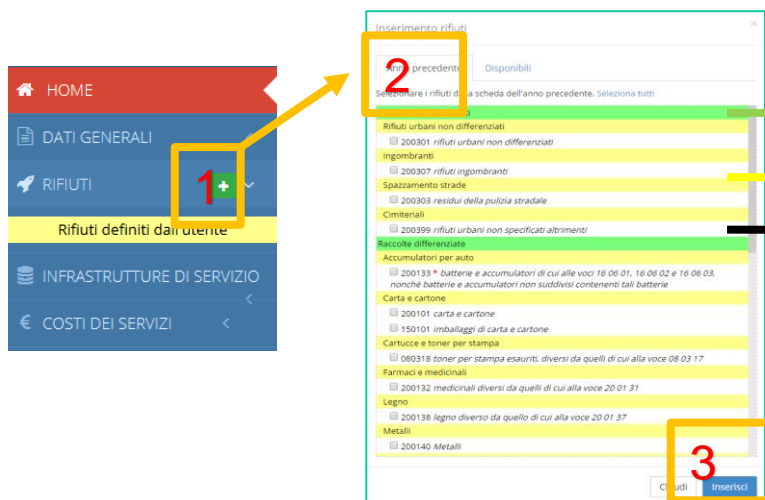 HOME
DATI GENERALI
RIFIUTI
1
+
Rifiuti definiti dall'utente
INFRASTRUTTURE DI SERVIZIO
€ COSTI DEI SERVIZI
Inserimento rifiuti
×
2
Anno precedente
Disponibili
Selezionare i rifiuti dalla scheda dell'anno precedente. Seleziona tutti
Rifiuti urbani non differenziati
200301 rifiuti urbani non differenziati
Ingombranti
200307 rifiuti ingombranti
Spazzamento strade
200303 residui della pulizia stradale
Cimiteriali
200399 rifiuti urbani non specificati altrimenti
Raccolte differenziate
Accumulatori per auto
200133 * batterie e accumulatori di cui alle voci 16 06 01, 16 06 02 e 16 06 03,
nonché batterie e accumulatori non suddivisi contenenti tali batterie
Carta e cartone
200101 carta e cartone
150101 imballaggi di carta e cartone
Cartucce e toner per stampa
080318 toner per stampa esauriti, diversi da quelli di cui alla voce 08 03 17
Farmaci e medicinali
200132 medicinali diversi da quelli di cui alla voce 20 01 31
Legno
200138 legno diverso da quello di cui alla voce 20 01 37
Metalli
200140 Metalli
3
Chiudi
Inserisci